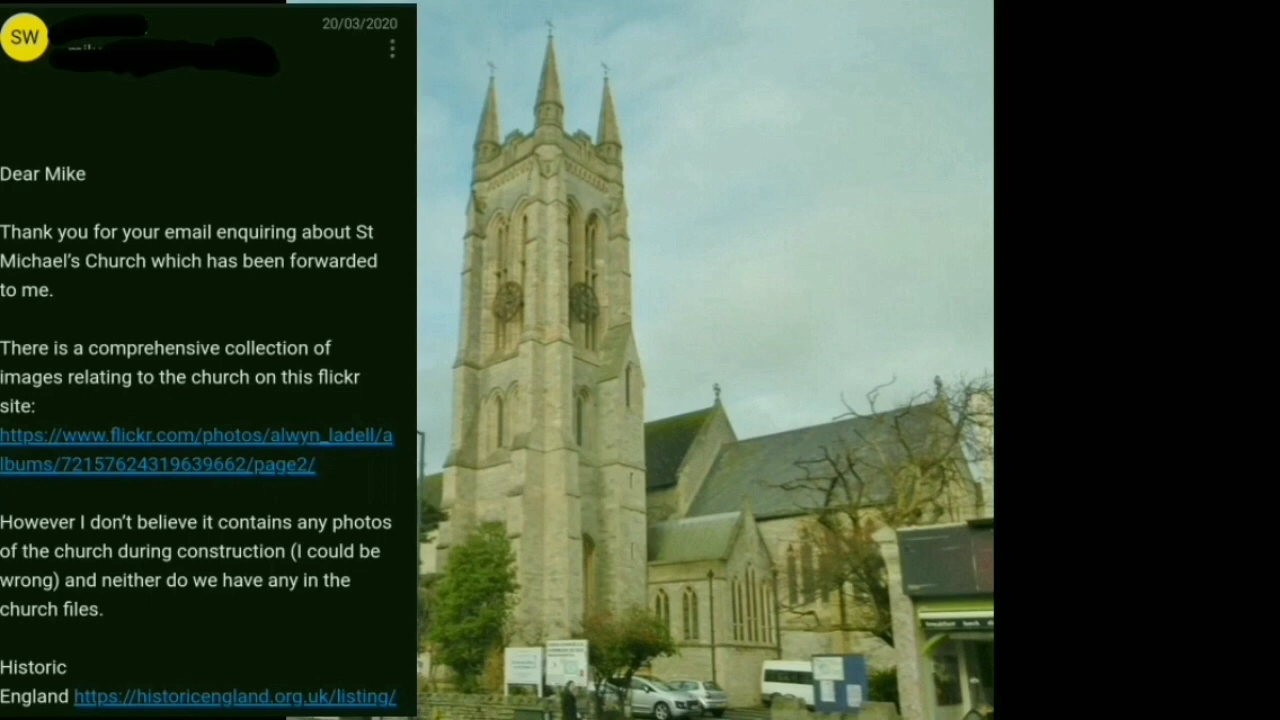 SW
20/03/2020
Dear Mike
Thank you for your email enquiring about St
Michael's Church which has been forwarded
to me.
There is a comprehensive collection of
images relating to the church on this flickr
site:
https://www.flickr.com/photos/alwyn_ladell/a
lbums/72157624319639662/page2/
However I don't believe it contains any photos
of the church during construction (I could be
wrong) and neither do we have any in the
church files.
Historic
England https://historicengland.org.uk/listing/
breakfast lunch